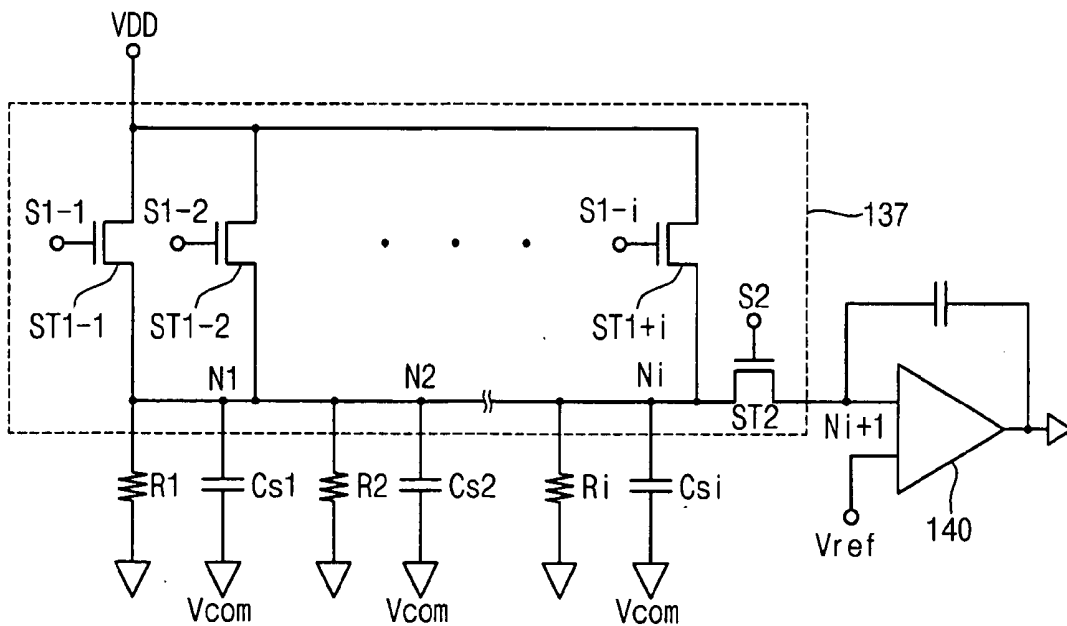 VDD
S1-1
S1-2
S1-i
137
ST1-1
ST1-2
ST1+i
S2
N1
N2
Ni
ST2
Ni+1
R1
Cs1
R2
Cs2
Ri
Csi
Vref
140
Vcom
Vcom
Vcom